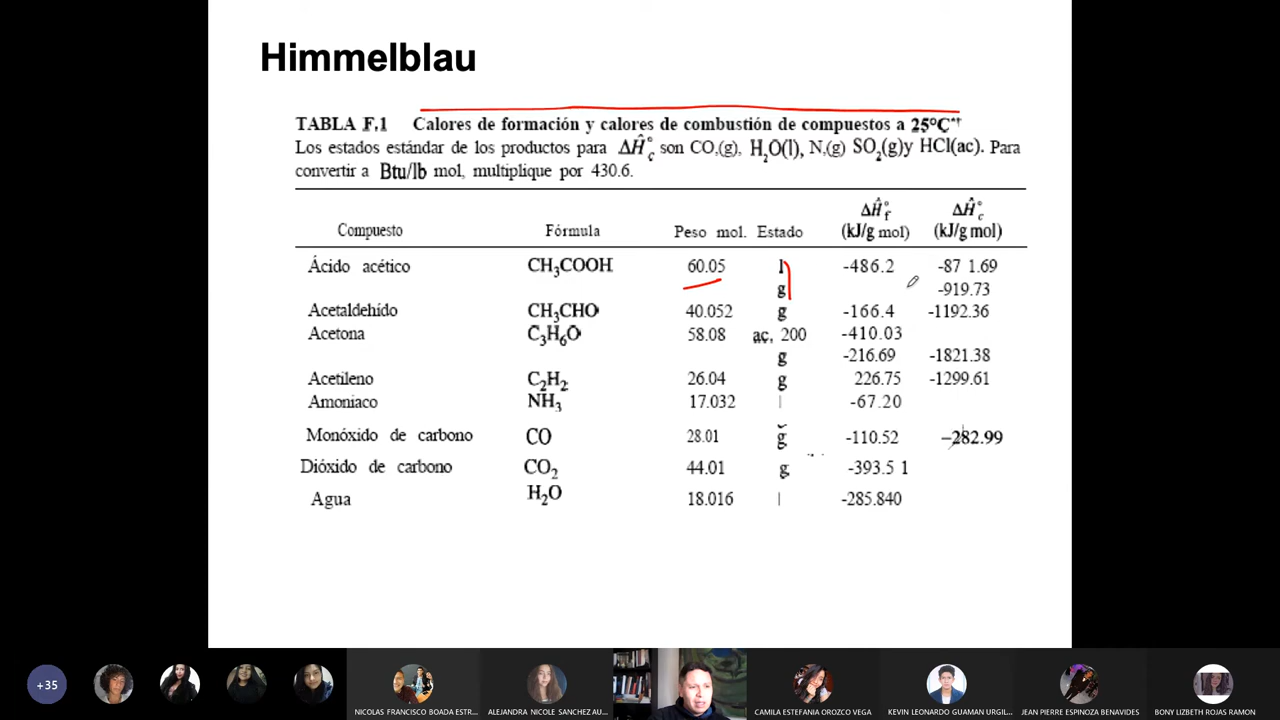 Himmelblau
TABLA F.1 Calores de formación y calores de combustión de compuestos a 25°C*†
Los estados estándar de los productos para ΔĤ°c son CO,(g), H₂O(l), N,(g) SO₂(g)y HCl(ac). Para
convertir a Btu/lb mol, multiplique por 430.6.
ΔĤ°f ΔĤ°c
Compuesto Fórmula Peso mol. Estado (kJ/g mol) (kJ/g mol)
Ácido acético CH₃COOH 60.05 l -486.2 -87 1.69
g -919.73
Acetaldehído CH₃CHO 40.052 g -166.4 -1192.36
Acetona C₃H₆O 58.08 ac, 200 -410.03
g -216.69 -1821.38
Acetileno C₂H₂ 26.04 g 226.75 -1299.61
Amoniaco NH₃ 17.032 l -67.20
Monóxido de carbono CO 28.01 g -110.52 -282.99
Dióxido de carbono CO₂ 44.01 g -393.5 1
Agua H₂O 18.016 l -285.840
+35
NICOLAS FRANCISCO BOADA ESTR... ALEJANDRA NICOLE SANCHEZ AU... CAMILA ESTEFANIA OROZCO VEGA KEVIN LEONARDO GUAMAN URGIL... JEAN PIERRE ESPINOZA BENAVIDES BONY LIZBETH ROJAS RAMON